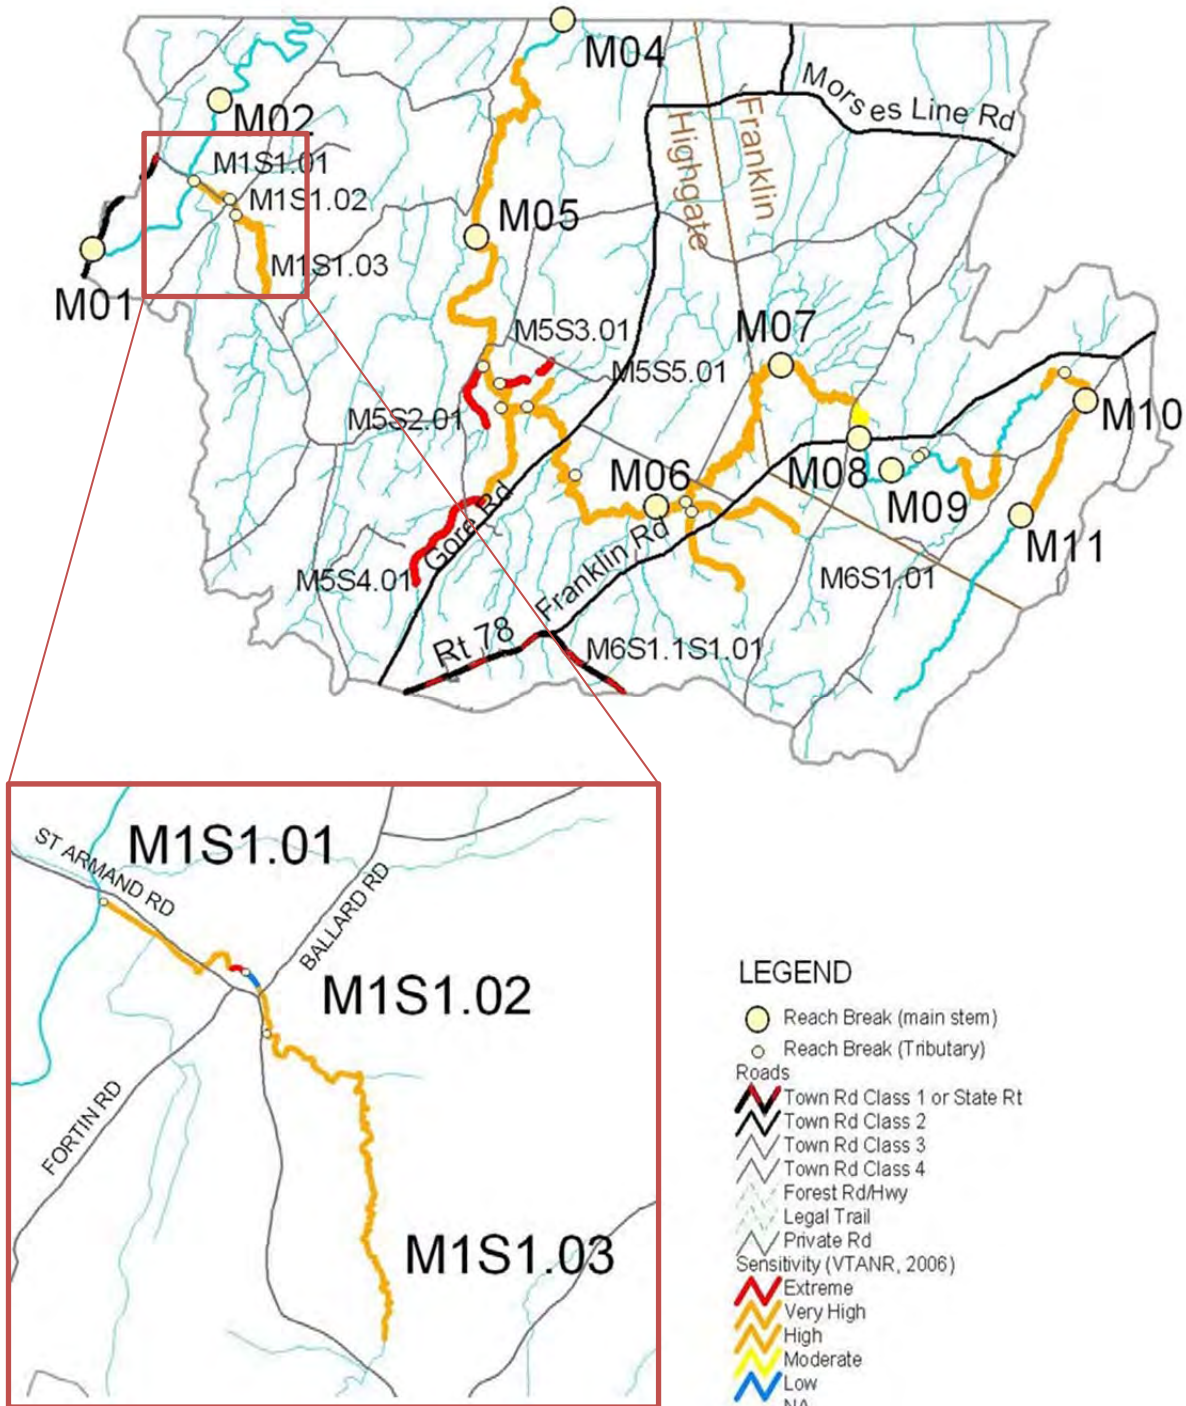 M04
M02
Morses Line Rd
Franklin
Highgate
M1S1.01
M1S1.02
M05
M1S1.03
M01
M07
M5S3.01
M5S5.01
M5S2.01
M10
M06
M08
M09
Gore Rd
M11
M5S4.01
Franklin Rd
M6S1.01
Rt 78
M6S1.1S1.01
M1S1.01
ST ARMAND RD
BALLARD RD
M1S1.02
FORTIN RD
M1S1.03
LEGEND
Reach Break (main stem)
Reach Break (Tributary)
Roads
Town Rd Class 1 or State Rt
Town Rd Class 2
Town Rd Class 3
Town Rd Class 4
Forest Rd/Hwy
Legal Trail
Private Rd
Sensitivity (VTANR, 2006)
Extreme
Very High
High
Moderate
Low